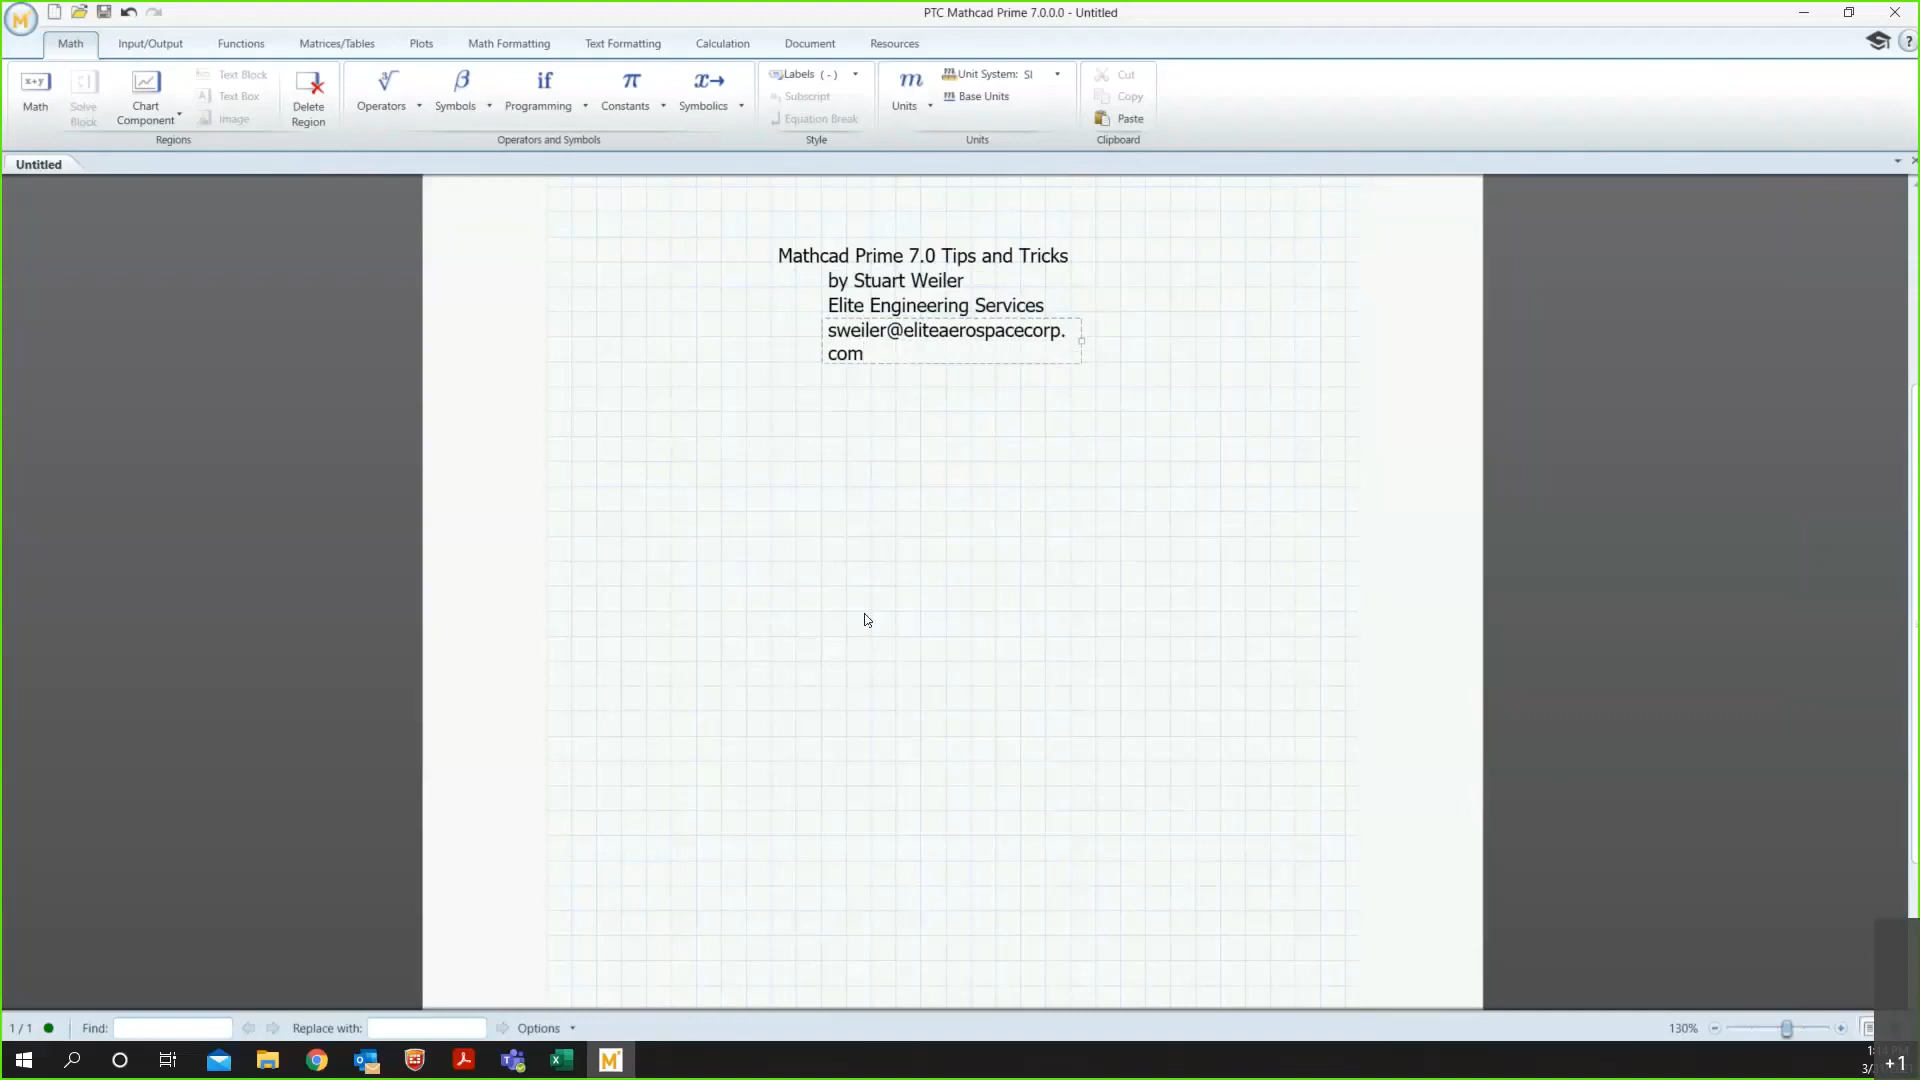 PTC Mathcad Prime 7.0.0.0 - Untitled
Math Input/Output Functions Matrices/Tables Plots Math Formatting Text Formatting Calculation Document Resources
Math
Solve
Block
Chart
Component
Text Block
Text Box
Image
Delete
Region
Regions
Operators
Symbols
if
Programming
Constants
Symbolics
Operators and Symbols
Labels ( - )
Subscript
Equation Break
Style
Units
Unit System: SI
Base Units
Units
Cut
Copy
Paste
Clipboard
Untitled
Mathcad Prime 7.0 Tips and Tricks
by Stuart Weiler
Elite Engineering Services
sweiler@eliteaerospacecorp.
com
1 / 1 Find: Replace with: Options 130%
+1